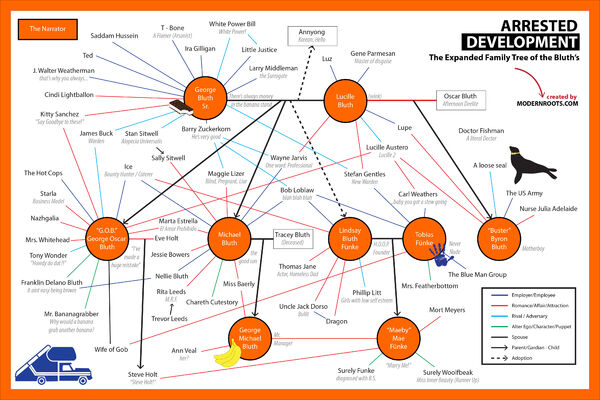 The Narrator
ARRESTED
DEVELOPMENT
The Expanded Family Tree of the Bluth's
created by
MODERNROOTS.COM
Saddam Hussein
T - Bone
A Flamer (Arsonist)
White Power Bill
White Power!
Annyong
Korean; Hello
Ted
Ira Gilligan
Little Justice
Gene Parmesan
Master of disguise
Luz
J. Walter Weatherman
that's why you always...
Larry Middleman
the Surrogate
Cindi Lightballon
George
Bluth
Sr.
There's always money
in the banana stand
Lucille
Bluth
(wink)
Oscar Bluth
Afternoon Delite
Kitty Sanchez
"Say Goodbye to these!"
James Buck
Warden
Stan Sitwell
Alopecia Universalis
Barry Zuckerkorn
He's very good
Lupe
Doctor Fishman
A literal Doctor
Sally Sitwell
Wayne Jarvis
One word: Professional
Lucille Austero
Lucille 2
A loose seal
The Hot Cops
Ice
Bounty Hunter / Caterer
Maggie Lizer
Blind, Pregnant, Liar
Stefan Gentles
New Warden
Starla
Business Model
Bob Loblaw
blah blah blah
Carl Weathers
baby you got a stew going
The US Army
Nurse Julia Adelaide
Nazhgalia
Marta Estrella
El Amor Prohibido
"G.O.B."
George Oscar
Bluth
"I've
made a
huge mistake"
Eve Holt
Michael
Bluth
the
good son
Tracey Bluth
(Deceased)
Lindsay
Bluth
Fünke
H.O.O.P
Founder
Tobias
Fünke
Never
Nude
"Buster"
Byron
Bluth
Motherboy
Mrs. Whitehead
Tony Wonder
"Howdy do dat?!"
Jessie Bowers
Thomas Jane
Actor, Homeless Dad
The Blue Man Group
Franklin Delano Bluth
It ain't easy being brown
Nellie Bluth
Miss Baerly
Mrs. Featherbottom
Rita Leeds
M.R.F.
Chareth Cutestory
Phillip Litt
Girls with low self esteem
Uncle Jack Dorso
Bullit
Mr. Bananagrabber
Why would a banana
grab another banana?
Trevor Leeds
Dragon
Mort Meyers
George
Michael
Bluth
Mr.
Manager
"Maeby"
Mae
Fünke
"Marry Me!"
Wife of Gob
Ann Veal
her?
Steve Holt
"Steve Holt!"
Surely Funke
diagnosed with B.S.
Surely Woolfbeak
Miss Inner Beauty (Runner Up)
Employer/Employee
Romance/Affair/Attraction
Rival / Adversary
Alter Ego/Character/Puppet
Spouse
Parent/Gardian - Child
Adoption